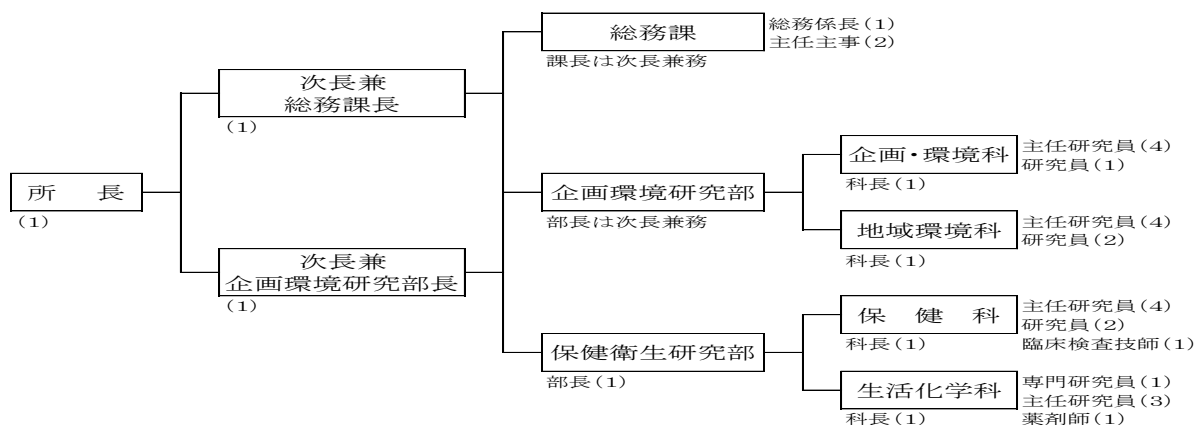 所　長
(1)
次長兼
総務課長
(1)
次長兼
企画環境研究部長
(1)
総務課
総務係長(1)
主任主事(2)
課長は次長兼務
企画環境研究部
部長は次長兼務
企画・環境科
主任研究員(4)
研究員(1)
科長(1)
地域環境科
主任研究員(4)
研究員(2)
科長(1)
保健衛生研究部
部長(1)
保　健　科
主任研究員(4)
研究員(2)
臨床検査技師(1)
科長(1)
生活化学科
専門研究員(1)
主任研究員(3)
薬剤師(1)
科長(1)